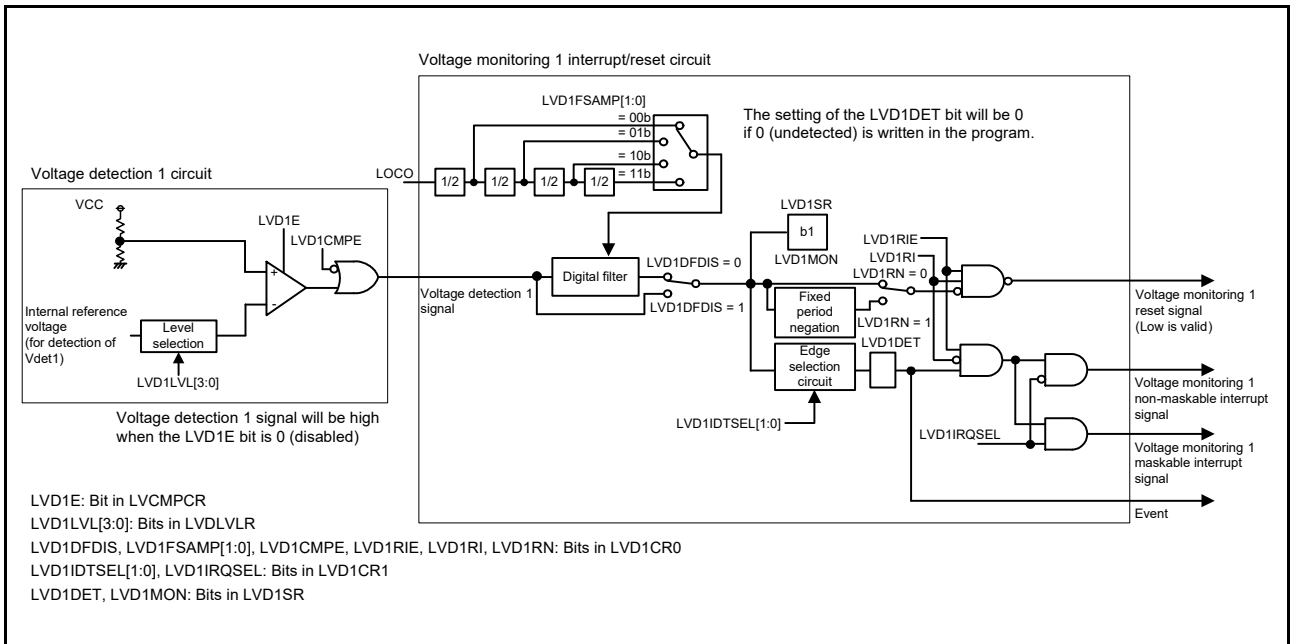 Voltage monitoring 1 interrupt/reset circuit
LVD1FSAMP[1:0]
= 00b
= 01b
= 10b
= 11b
The setting of the LVD1DET bit will be 0
if 0 (undetected) is written in the program.
LOCO
1/2
1/2
1/2
1/2
Voltage detection 1 circuit
VCC
LVD1E
LVD1CMPE
+
-
Internal reference
voltage
(for detection of
Vdet1)
Level
selection
LVD1LVL[3:0]
Voltage detection 1 signal will be high
when the LVD1E bit is 0 (disabled)
Voltage detection 1
signal
Digital filter
LVD1DFDIS = 0
LVD1DFDIS = 1
LVD1SR
b1
LVD1MON
LVD1RIE
LVD1RI
LVD1RN = 0
Fixed
period
negation
LVD1RN = 1
Edge
selection
circuit
LVD1DET
LVD1IDTSEL[1:0]
LVD1IRQSEL
Voltage monitoring 1
reset signal
(Low is valid)
Voltage monitoring 1
non-maskable interrupt
signal
Voltage monitoring 1
maskable interrupt
signal
Event
LVD1E: Bit in LVCMPCR
LVD1LVL[3:0]: Bits in LVDLVLR
LVD1DFDIS, LVD1FSAMP[1:0], LVD1CMPE, LVD1RIE, LVD1RI, LVD1RN: Bits in LVD1CR0
LVD1IDTSEL[1:0], LVD1IRQSEL: Bits in LVD1CR1
LVD1DET, LVD1MON: Bits in LVD1SR